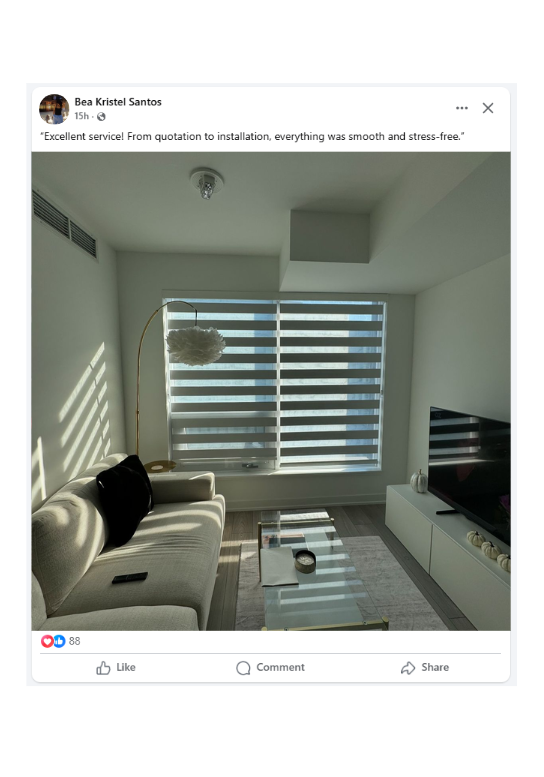 Bea Kristel Santos
15h ·
"Excellent service! From quotation to installation, everything was smooth and stress-free."
88
Like
Comment
Share